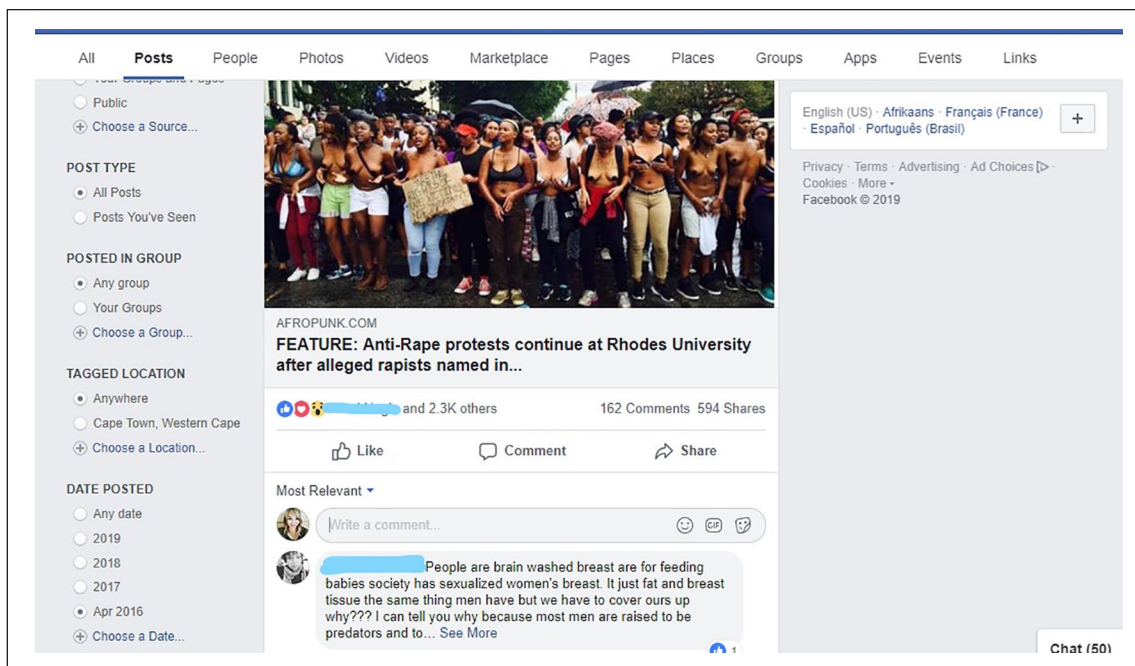 All Posts People Photos Videos Marketplace Pages Places Groups Apps Events Links
Your Groups and Pages
Public
Choose a Source...
POST TYPE
All Posts
Posts You've Seen
POSTED IN GROUP
Any group
Your Groups
Choose a Group...
TAGGED LOCATION
Anywhere
Cape Town, Western Cape
Choose a Location...
DATE POSTED
Any date
2019
2018
2017
Apr 2016
Choose a Date...
AFROPUNK.COM
FEATURE: Anti-Rape protests continue at Rhodes University
after alleged rapists named in...
and 2.3K others 162 Comments 594 Shares
Like Comment Share
Most Relevant
Write a comment...
GIF
People are brain washed breast are for feeding
babies society has sexualized women's breast. It just fat and breast
tissue the same thing men have but we have to cover ours up
why??? I can tell you why because most men are raised to be
predators and to... See More
1
English (US) · Afrikaans · Français (France)
· Español · Português (Brasil)
+
Privacy · Terms · Advertising · Ad Choices ·
Cookies · More
Facebook © 2019
Chat (50)